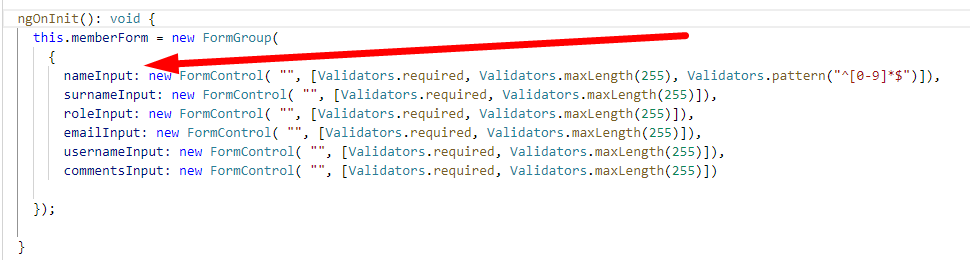 ngOnInit(): void {
this.memberForm = new FormGroup(
{
nameInput: new FormControl( "", [Validators.required, Validators.maxLength(255), Validators.pattern("^[0-9]*$")]),
surnameInput: new FormControl( "", [Validators.required, Validators.maxLength(255)]),
roleInput: new FormControl( "", [Validators.required, Validators.maxLength(255)]),
emailInput: new FormControl( "", [Validators.required, Validators.maxLength(255)]),
usernameInput: new FormControl( "", [Validators.required, Validators.maxLength(255)]),
commentsInput: new FormControl( "", [Validators.required, Validators.maxLength(255)])
});
}